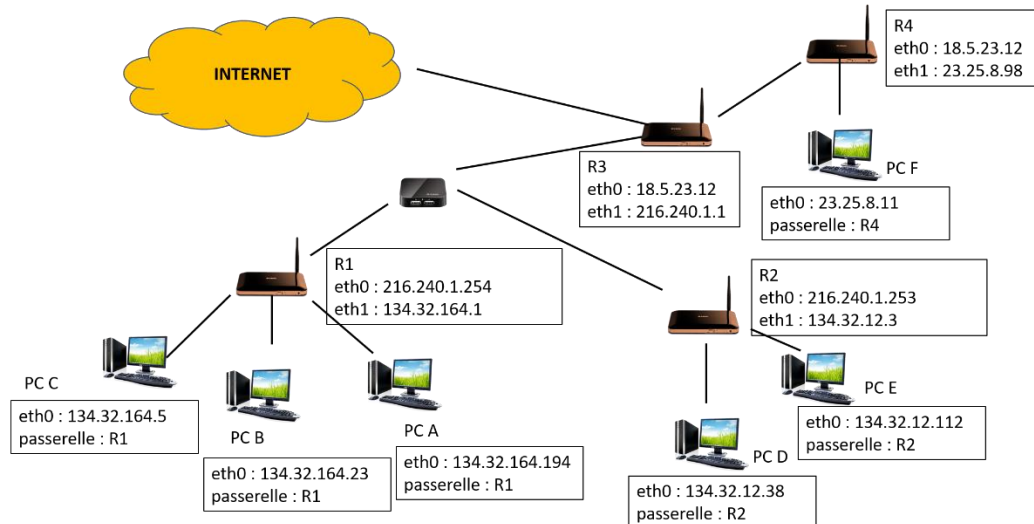 INTERNET
R4
eth0 : 18.5.23.12
eth1 : 23.25.8.98
R3
eth0 : 18.5.23.12
eth1 : 216.240.1.1
PC F
eth0 : 23.25.8.11
passerelle : R4
R1
eth0 : 216.240.1.254
eth1 : 134.32.164.1
R2
eth0 : 216.240.1.253
eth1 : 134.32.12.3
PC C
eth0 : 134.32.164.5
passerelle : R1
PC B
eth0 : 134.32.164.23
passerelle : R1
PC A
eth0 : 134.32.164.194
passerelle : R1
PC E
eth0 : 134.32.12.112
passerelle : R2
PC D
eth0 : 134.32.12.38
passerelle : R2